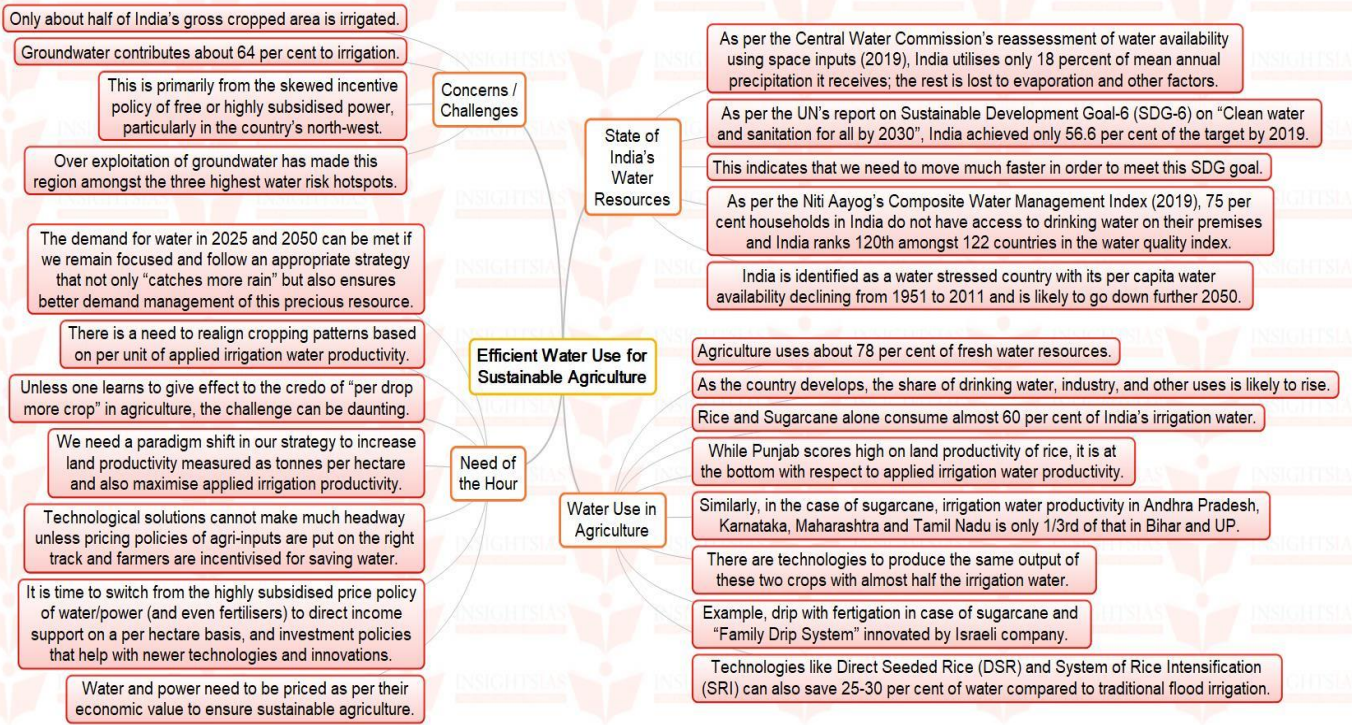 Efficient Water Use for
Sustainable Agriculture
State of
India’s
Water
Resources
As per the Central Water Commission’s reassessment of water availability
using space inputs (2019), India utilises only 18 percent of mean annual
precipitation it receives; the rest is lost to evaporation and other factors.
As per the UN’s report on Sustainable Development Goal-6 (SDG-6) on “Clean water
and sanitation for all by 2030”, India achieved only 56.6 per cent of the target by 2019.
This indicates that we need to move much faster in order to meet this SDG goal.
As per the Niti Aayog’s Composite Water Management Index (2019), 75 per
cent households in India do not have access to drinking water on their premises
and India ranks 120th amongst 122 countries in the water quality index.
India is identified as a water stressed country with its per capita water
availability declining from 1951 to 2011 and is likely to go down further 2050.
Water Use in
Agriculture
Agriculture uses about 78 per cent of fresh water resources.
As the country develops, the share of drinking water, industry, and other uses is likely to rise.
Rice and Sugarcane alone consume almost 60 per cent of India’s irrigation water.
While Punjab scores high on land productivity of rice, it is at
the bottom with respect to applied irrigation water productivity.
Similarly, in the case of sugarcane, irrigation water productivity in Andhra Pradesh,
Karnataka, Maharashtra and Tamil Nadu is only 1/3rd of that in Bihar and UP.
There are technologies to produce the same output of
these two crops with almost half the irrigation water.
Example, drip with fertigation in case of sugarcane and
“Family Drip System” innovated by Israeli company.
Technologies like Direct Seeded Rice (DSR) and System of Rice Intensification
(SRI) can also save 25-30 per cent of water compared to traditional flood irrigation.
Concerns /
Challenges
Only about half of India’s gross cropped area is irrigated.
Groundwater contributes about 64 per cent to irrigation.
This is primarily from the skewed incentive
policy of free or highly subsidised power,
particularly in the country’s north-west.
Over exploitation of groundwater has made this
region amongst the three highest water risk hotspots.
Need of
the Hour
The demand for water in 2025 and 2050 can be met if
we remain focused and follow an appropriate strategy
that not only “catches more rain” but also ensures
better demand management of this precious resource.
There is a need to realign cropping patterns based
on per unit of applied irrigation water productivity.
Unless one learns to give effect to the credo of “per drop
more crop” in agriculture, the challenge can be daunting.
We need a paradigm shift in our strategy to increase
land productivity measured as tonnes per hectare
and also maximise applied irrigation productivity.
Technological solutions cannot make much headway
unless pricing policies of agri-inputs are put on the right
track and farmers are incentivised for saving water.
It is time to switch from the highly subsidised price policy
of water/power (and even fertilisers) to direct income
support on a per hectare basis, and investment policies
that help with newer technologies and innovations.
Water and power need to be priced as per their
economic value to ensure sustainable agriculture.
INSIGHTSIAS